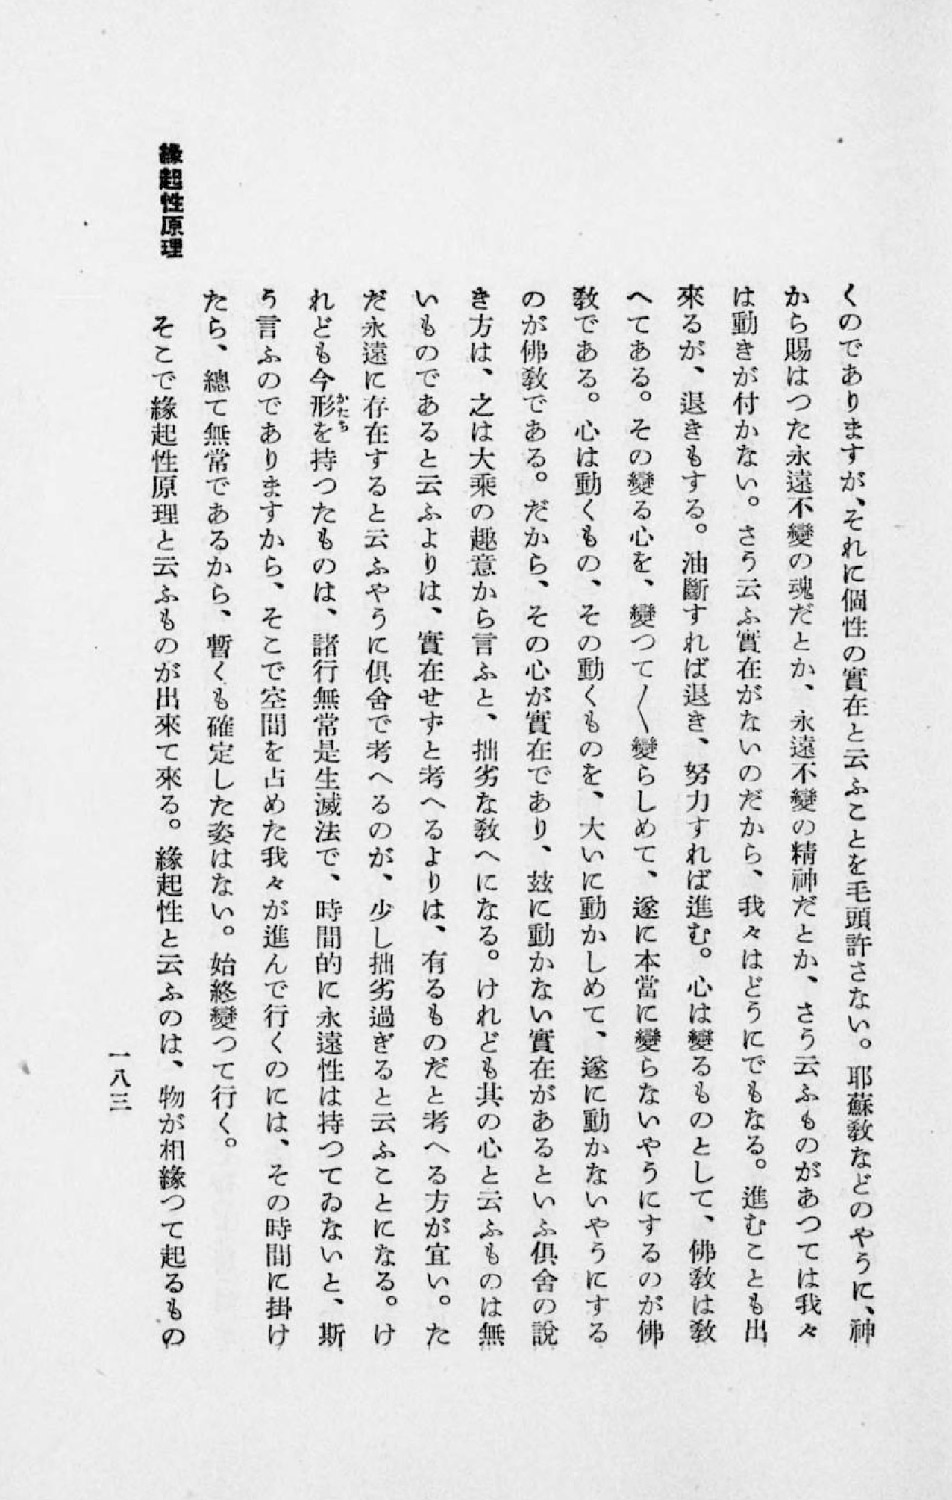 緣起性原理
くのでありますが、それに個性の實在と云ふことを毛頭許さない。耶蘇敎などのやうに、神
から賜はつた永遠不變の魂だとか、永遠不變の精神だとか、さう云ふものがあつては我々
は動きが付かない。さう云ふ實在がないのだから、我々はどうにでもなる。進むことも出
來るが、退きもする。油斷すれば退き、努力すれば進む。心は變るものとして、佛敎は敎
へてある。その變る心を、變つて〱變らしめて、遂に本當に變らないやうにするのが佛
敎である。心は動くもの、その動くものを、大いに動かしめて、遂に動かないやうにする
のが佛敎である。だから、その心が實在であり、玆に動かない實在があるといふ俱舍の說
き方は、之は大乘の趣意から言ふと、拙劣な敎へになる。けれども其の心と云ふものは無
いものであると云ふよりは、實在せずと考へるよりは、有るものだと考へる方が宜い。た
だ永遠に存在すると云ふやうに俱舍で考へるのが、少し拙劣過ぎると云ふことになる。け
れども今形かたちを持つたものは、諸行無常是生滅法で、時間的に永遠性は持つてゐないと、斯
う言ふのでありますから、そこで空間を占めた我々が進んで行くのには、その時間に掛け
たら、總て無常であるから、暫くも確定した姿はない。始終變つて行く。
そこで緣起性原理と云ふものが出來て來る。緣起性と云ふのは、物が相緣つて起るもの
一八三